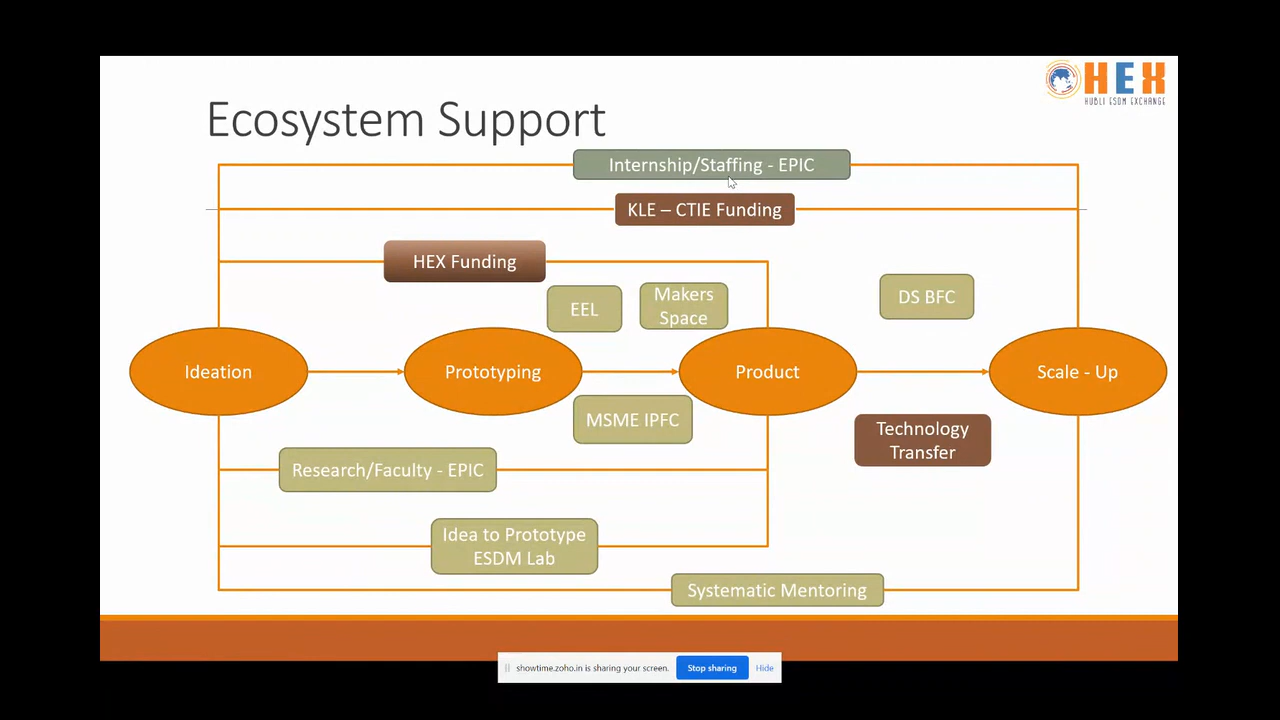 HEX
HUBLI ESDM EXCHANGE
Ecosystem Support
Internship/Staffing - EPIC
KLE – CTIE Funding
HEX Funding
EEL
Makers
Space
DS BFC
Ideation
Prototyping
Product
Scale - Up
MSME IPFC
Technology
Transfer
Research/Faculty - EPIC
Idea to Prototype
ESDM Lab
Systematic Mentoring
showtime.zoho.in is sharing your screen.
Stop sharing
Hide